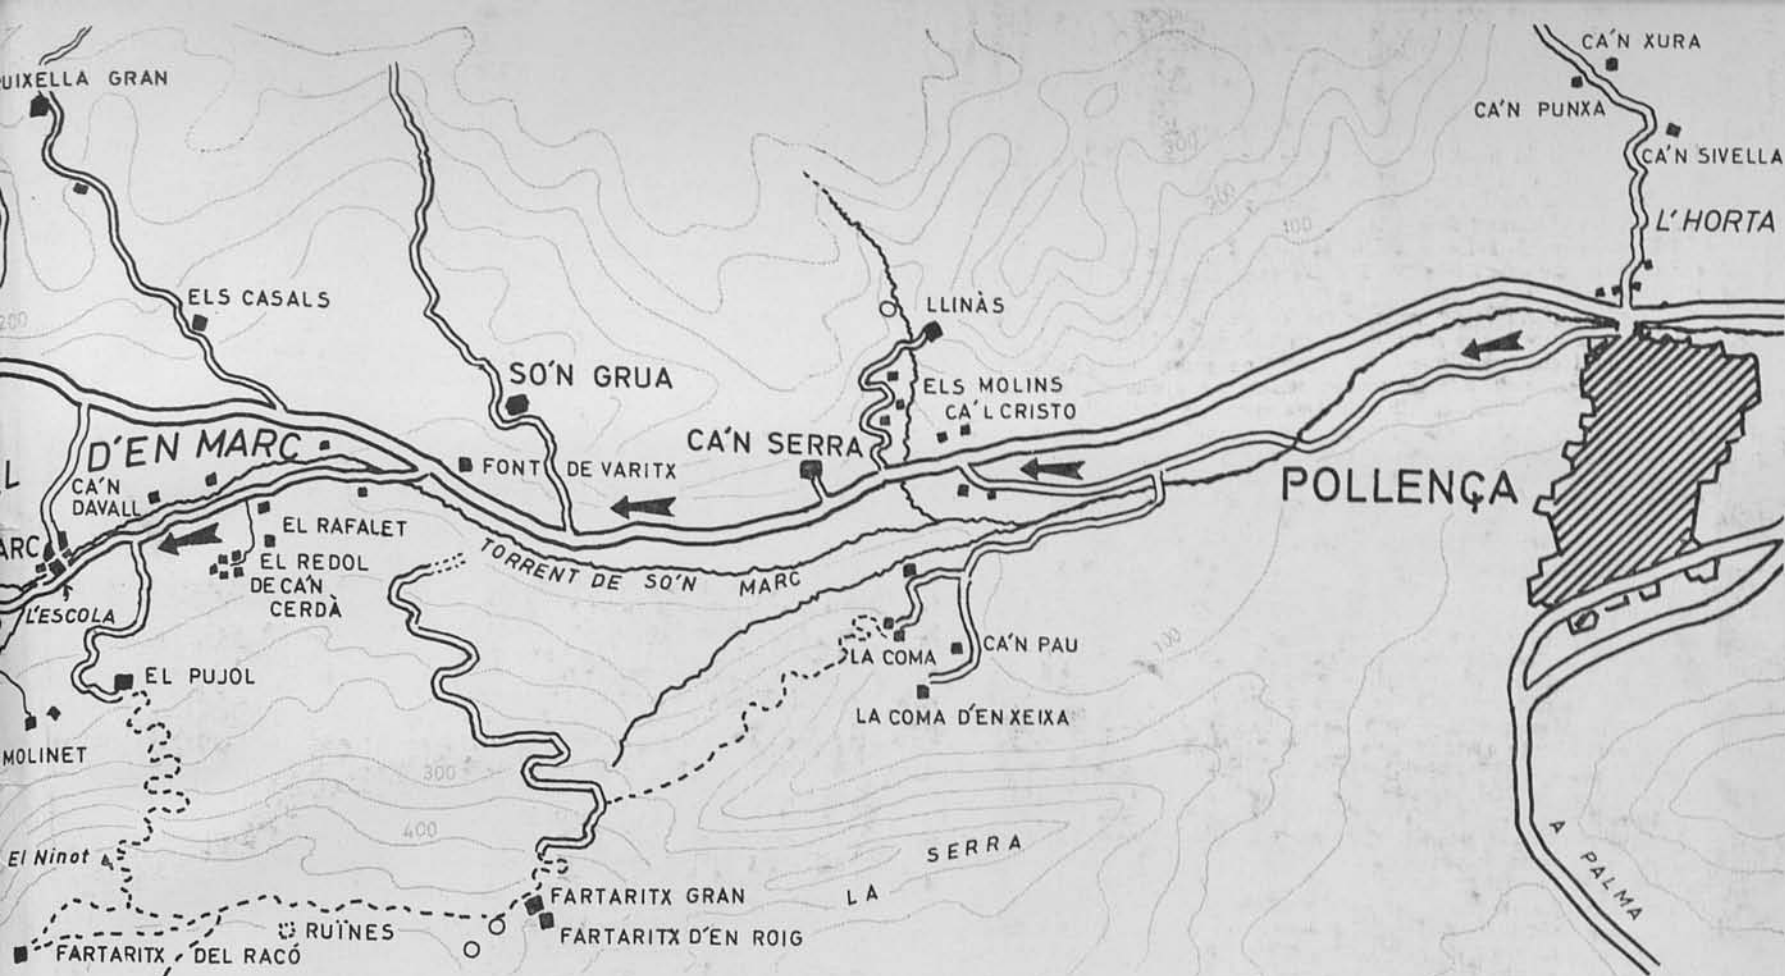 UIXELLA GRAN
CA'N XURA
CA'N PUNXA
CA'N SIVELLA
L'HORTA
300
200
100
ELS CASALS
200
LLINÀS
SO'N GRUA
ELS MOLINS
CA'L CRISTO
D'EN MARC
CA'N SERRA
L
FONT DE VARITX
CA'N
DAVALL
POLLENÇA
EL RAFALET
ARC
EL REDOL
DE CA'N
CERDÀ
TORRENT DE SO'N MARC
L'ESCOLA
100
LA COMA
CA'N PAU
EL PUJOL
LA COMA D'EN XEIXA
MOLINET
300
400
El Ninot
LA SERRA
A PALMA
FARTARITX GRAN
RUÏNES
FARTARITX D'EN ROIG
FARTARITX DEL RACÓ